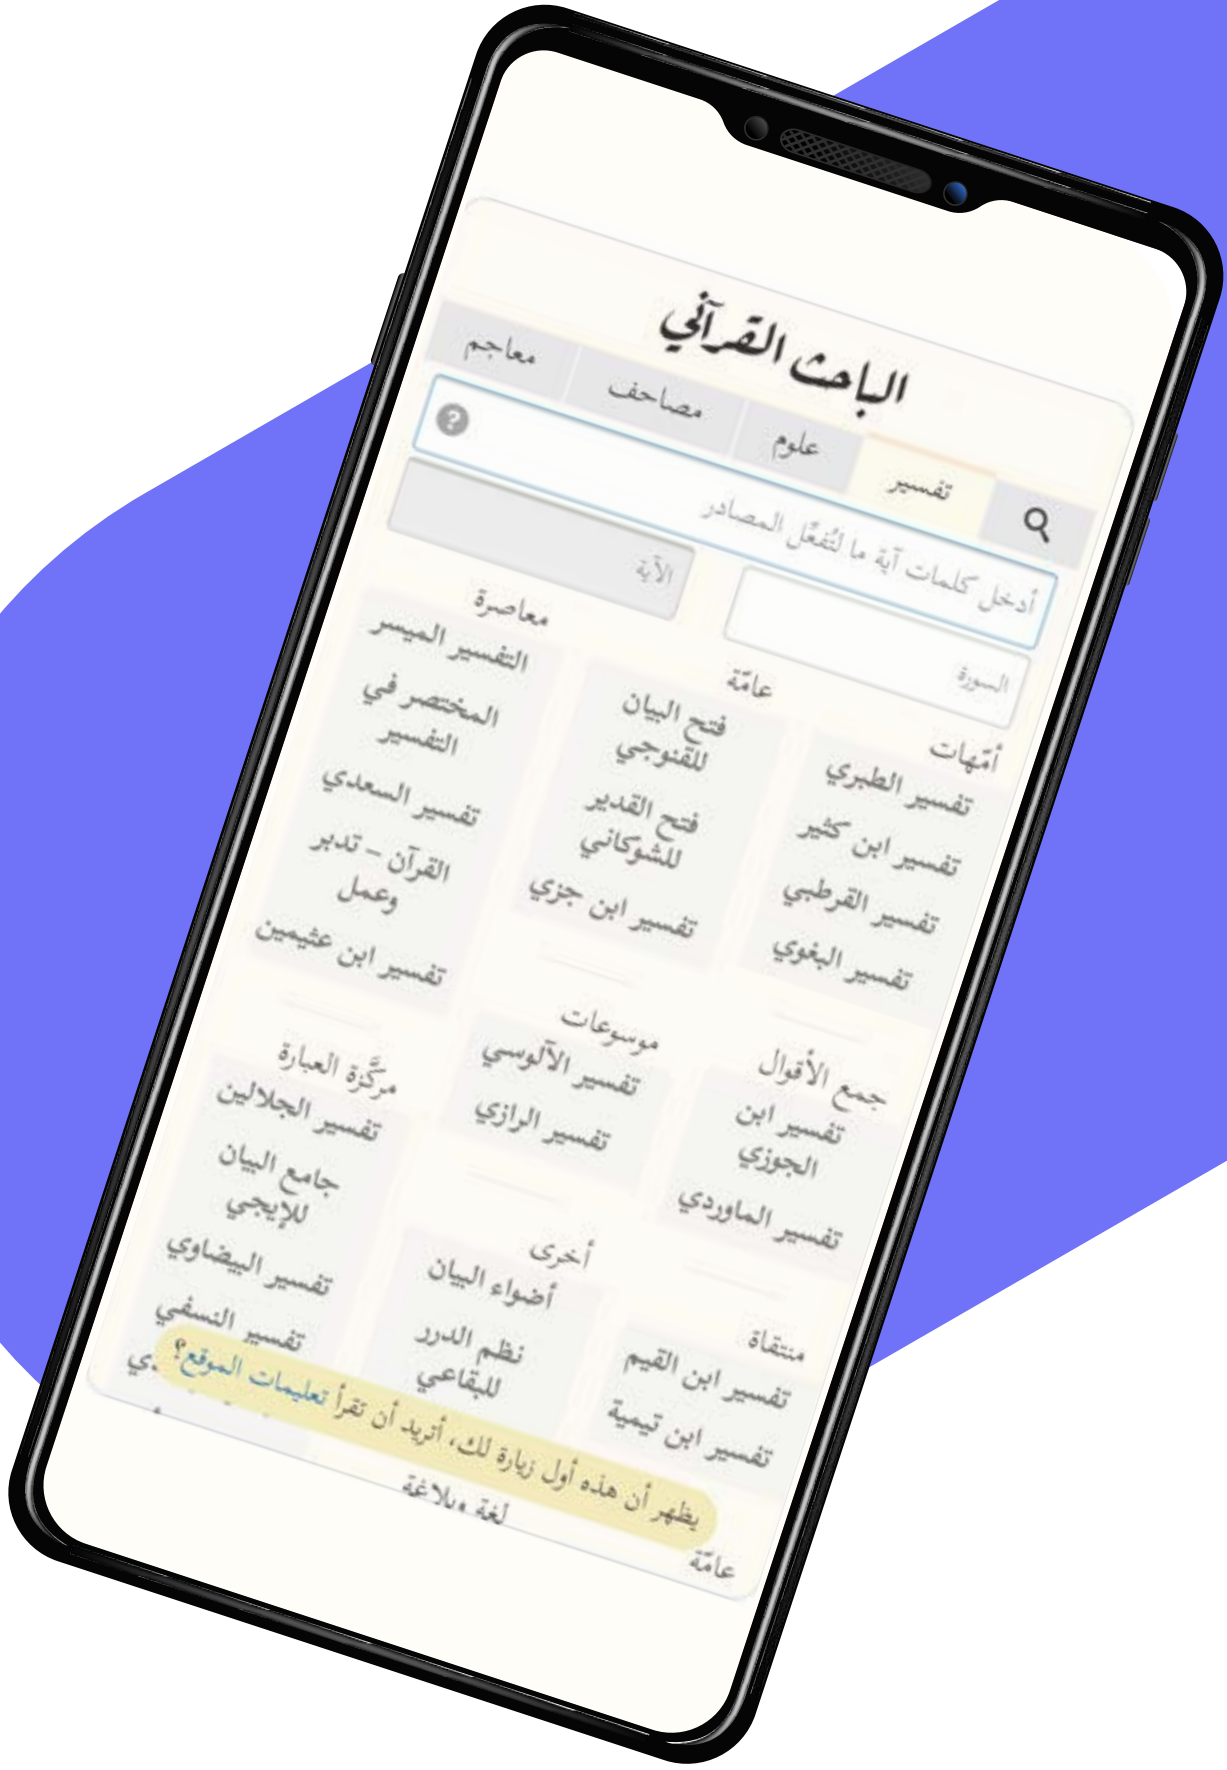 الباحث القرآني
تفسير
علوم
مصاحف
معاجم
أدخل كلمات آية ما لتُفعِّل المصادر
السورة
الآية
أمّهات
تفسير الطبري
تفسير ابن كثير
تفسير القرطبي
تفسير البغوي
جمع الأقوال
تفسير ابن
الجوزي
تفسير الماوردي
منتقاة
تفسير ابن القيم
تفسير ابن تيمية
عامّة
عامّة
فتح البيان
للقنوجي
فتح القدير
للشوكاني
تفسير ابن جزي
موسوعات
تفسير الآلوسي
تفسير الرازي
أخرى
أضواء البيان
نظم الدرر
للبقاعي
لغة وبلاغة
معاصرة
التفسير الميسر
المختصر في
التفسير
تفسير السعدي
القرآن – تدبر
وعمل
تفسير ابن عثيمين
مركَّزة العبارة
تفسير الجلالين
جامع البيان
للإيجي
تفسير البيضاوي
تفسير النسفي
يظهر أن هذه أول زيارة لك، أتريد أن تقرأ تعليمات الموقع؟